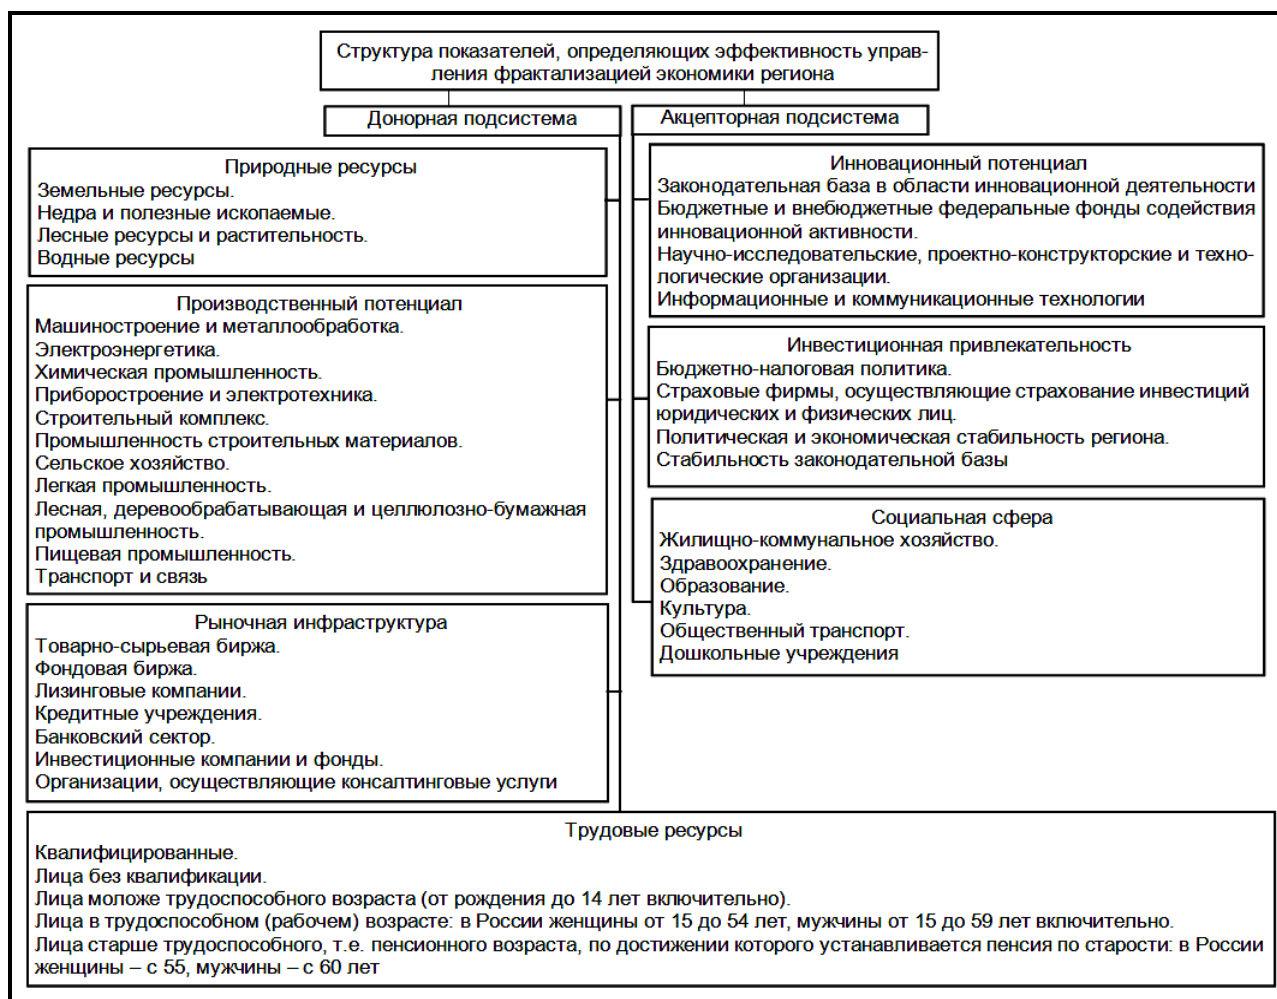 Структура показателей, определяющих эффективность управ-
ления фрактализацией экономики региона
Донорная подсистема
Акцепторная подсистема
Природные ресурсы
Земельные ресурсы.
Недра и полезные ископаемые.
Лесные ресурсы и растительность.
Водные ресурсы
Производственный потенциал
Машиностроение и металлообработка.
Электроэнергетика.
Химическая промышленность.
Приборостроение и электротехника.
Строительный комплекс.
Промышленность строительных материалов.
Сельское хозяйство.
Легкая промышленность.
Лесная, деревообрабатывающая и целлюлозно-бумажная
промышленность.
Пищевая промышленность.
Транспорт и связь
Рыночная инфраструктура
Товарно-сырьевая биржа.
Фондовая биржа.
Лизинговые компании.
Кредитные учреждения.
Банковский сектор.
Инвестиционные компании и фонды.
Организации, осуществляющие консалтинговые услуги
Инновационный потенциал
Законодательная база в области инновационной деятельности
Бюджетные и внебюджетные федеральные фонды содействия
инновационной активности.
Научно-исследовательские, проектно-конструкторские и техно-
логические организации.
Информационные и коммуникационные технологии
Инвестиционная привлекательность
Бюджетно-налоговая политика.
Страховые фирмы, осуществляющие страхование инвестиций
юридических и физических лиц.
Политическая и экономическая стабильность региона.
Стабильность законодательной базы
Социальная сфера
Жилищно-коммунальное хозяйство.
Здравоохранение.
Образование.
Культура.
Общественный транспорт.
Дошкольные учреждения
Трудовые ресурсы
Квалифицированные.
Лица без квалификации.
Лица моложе трудоспособного возраста (от рождения до 14 лет включительно).
Лица в трудоспособном (рабочем) возрасте: в России женщины от 15 до 54 лет, мужчины от 15 до 59 лет включительно.
Лица старше трудоспособного, т.е. пенсионного возраста, по достижении которого устанавливается пенсия по старости: в России
женщины – с 55, мужчины – с 60 лет